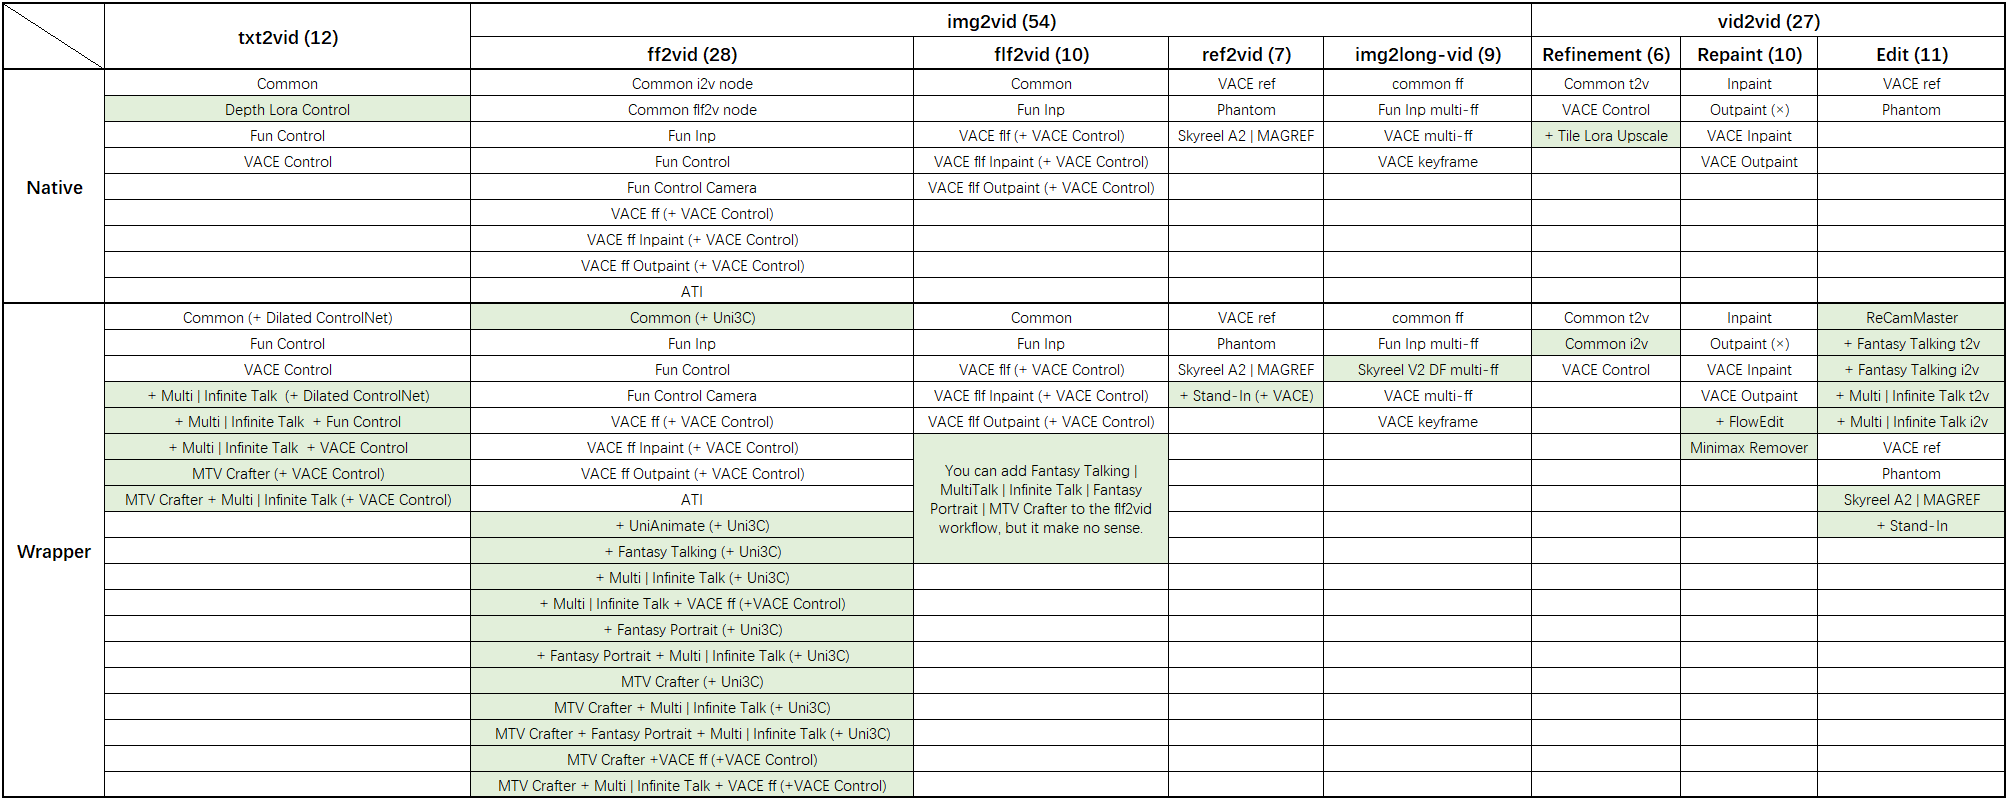 txt2vid (12)
img2vid (54)
vid2vid (27)
ff2vid (28)
flf2vid (10)
ref2vid (7)
img2long-vid (9)
Refinement (6)
Repaint (10)
Edit (11)
Native
Common
Common i2v node
Common
VACE ref
common ff
Common t2v
Inpaint
VACE ref
Depth Lora Control
Common flf2v node
Fun Inp
Phantom
Fun Inp multi-ff
VACE Control
Outpaint (×)
Phantom
Fun Control
Fun Inp
VACE flf (+ VACE Control)
Skyreel A2 | MAGREF
VACE multi-ff
+ Tile Lora Upscale
VACE Inpaint
VACE Control
Fun Control
VACE flf Inpaint (+ VACE Control)
VACE keyframe
VACE Outpaint
Fun Control Camera
VACE flf Outpaint (+ VACE Control)
VACE ff (+ VACE Control)
VACE ff Inpaint (+ VACE Control)
VACE ff Outpaint (+ VACE Control)
ATI
Wrapper
Common (+ Dilated ControlNet)
Common (+ Uni3C)
Common
VACE ref
common ff
Common t2v
Inpaint
ReCamMaster
Fun Control
Fun Inp
Fun Inp
Phantom
Fun Inp multi-ff
Common i2v
Outpaint (×)
+ Fantasy Talking t2v
VACE Control
Fun Control
VACE flf (+ VACE Control)
Skyreel A2 | MAGREF
Skyreel V2 DF multi-ff
VACE Control
VACE Inpaint
+ Fantasy Talking i2v
+ Multi | Infinite Talk  (+ Dilated ControlNet)
Fun Control Camera
VACE flf Inpaint (+ VACE Control)
+ Stand-In (+ VACE)
VACE multi-ff
VACE Outpaint
+ Multi | Infinite Talk t2v
+ Multi | Infinite Talk  + Fun Control
VACE ff (+ VACE Control)
VACE flf Outpaint (+ VACE Control)
VACE keyframe
+ FlowEdit
+ Multi | Infinite Talk i2v
+ Multi | Infinite Talk  + VACE Control
VACE ff Inpaint (+ VACE Control)
Minimax Remover
VACE ref
MTV Crafter (+ VACE Control)
VACE ff Outpaint (+ VACE Control)
Phantom
MTV Crafter + Multi | Infinite Talk (+ VACE Control)
ATI
Skyreel A2 | MAGREF
You can add Fantasy Talking |
MultiTalk | Infinite Talk | Fantasy
Portrait | MTV Crafter to the flf2vid
workflow, but it make no sense.
+ UniAnimate (+ Uni3C)
+ Stand-In
+ Fantasy Talking (+ Uni3C)
+ Multi | Infinite Talk (+ Uni3C)
+ Multi | Infinite Talk + VACE ff (+VACE Control)
+ Fantasy Portrait (+ Uni3C)
+ Fantasy Portrait + Multi | Infinite Talk (+ Uni3C)
MTV Crafter (+ Uni3C)
MTV Crafter + Multi | Infinite Talk (+ Uni3C)
MTV Crafter + Fantasy Portrait + Multi | Infinite Talk (+ Uni3C)
MTV Crafter +VACE ff (+VACE Control)
MTV Crafter + Multi | Infinite Talk + VACE ff (+VACE Control)